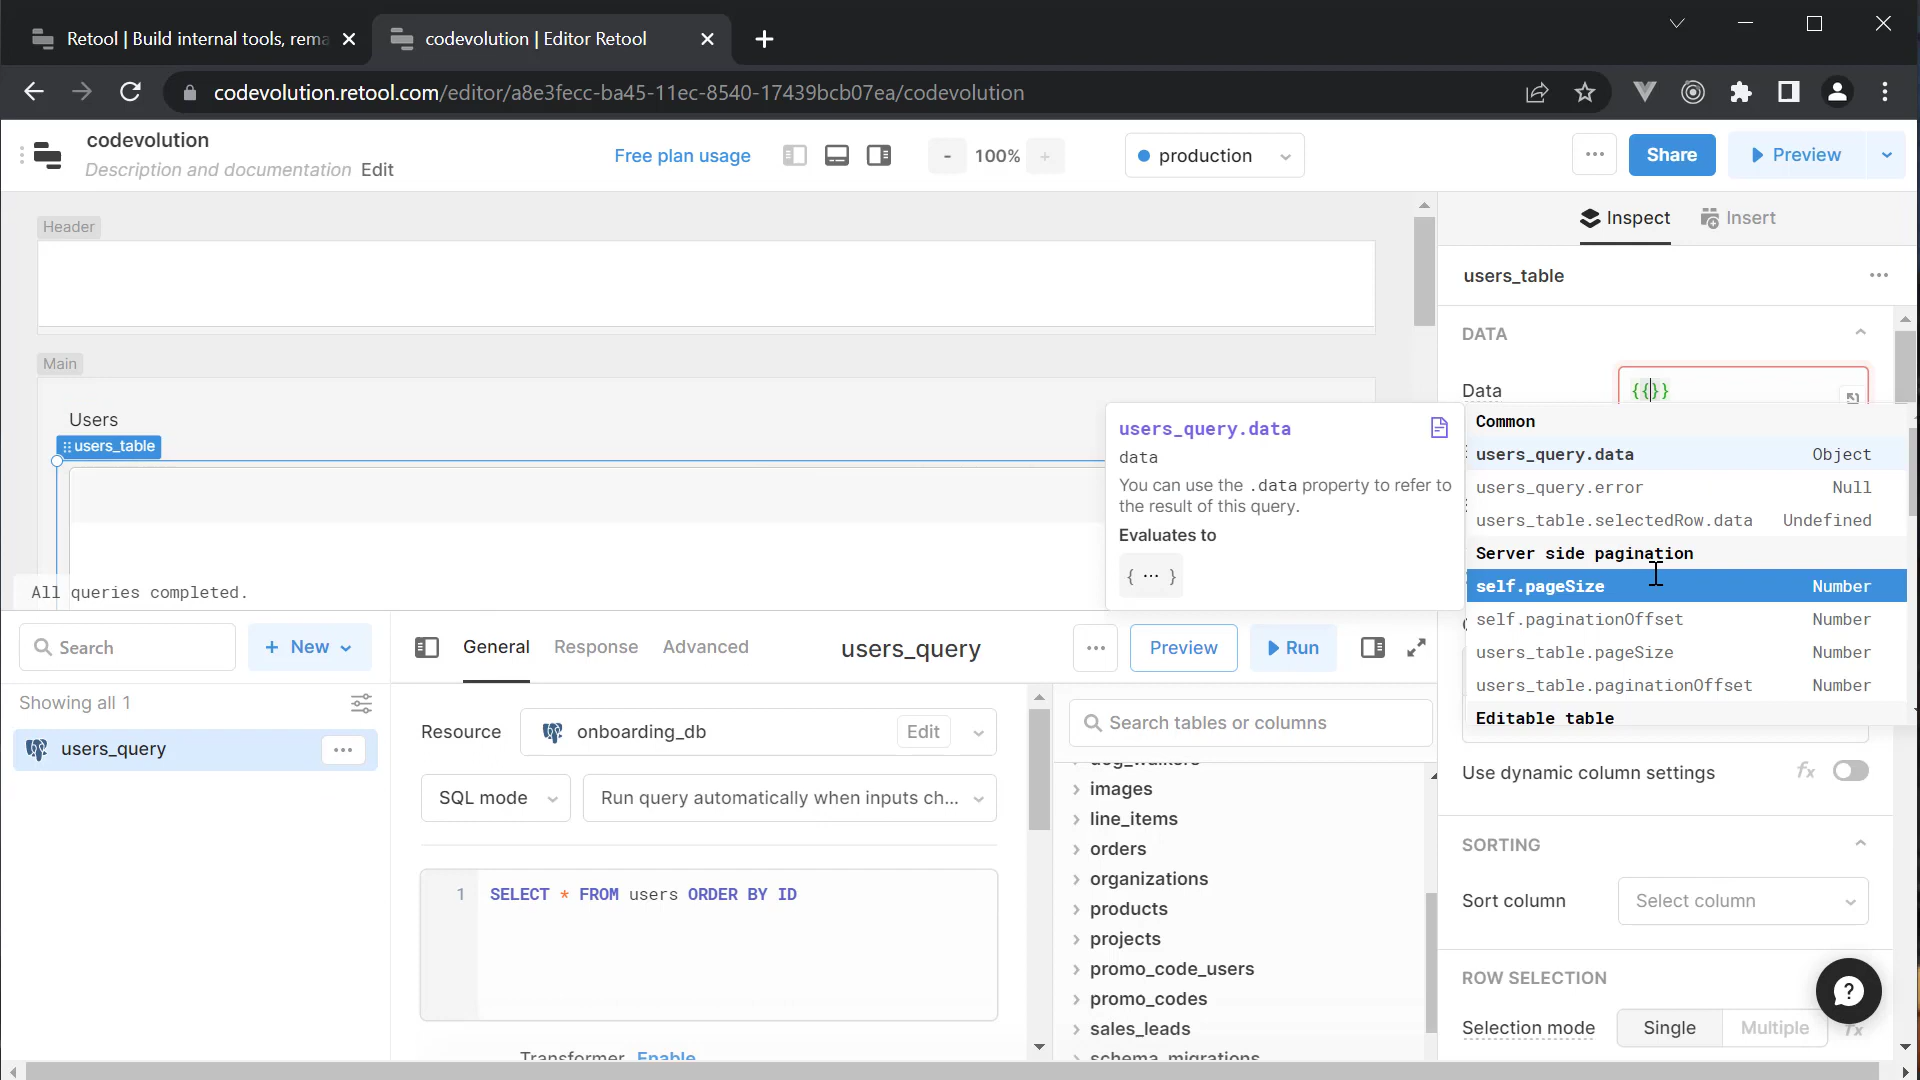 Retool | Build internal tools, rema
codevolution | Editor Retool
codevolution.retool.com/editor/a8e3fecc-ba45-11ec-8540-17439bcb07ea/codevolution
codevolution
Description and documentation Edit
Free plan usage
- 100% +
production
Share
Preview
Header
Main
Users
users_table
All queries completed.
Inspect
Insert
users_table
DATA
Data
{{}}
users_query.data
data
You can use the .data property to refer to
the result of this query.
Evaluates to
{ ... }
Common
users_query.data Object
users_query.error Null
users_table.selectedRow.data Undefined
Server side pagination
self.pageSize Number
self.paginationOffset Number
users_table.pageSize Number
users_table.paginationOffset Number
Editable table
Use dynamic column settings fx
SORTING
Sort column Select column
ROW SELECTION
Selection mode Single Multiple fx
Search
+ New
Showing all 1
users_query
General Response Advanced
users_query
Preview
Run
Resource onboarding_db Edit
SQL mode
Run query automatically when inputs ch...
1 SELECT * FROM users ORDER BY ID
Transformer Enable
Search tables or columns
dog_walkers
images
line_items
orders
organizations
products
projects
promo_code_users
promo_codes
sales_leads
schema_migrations